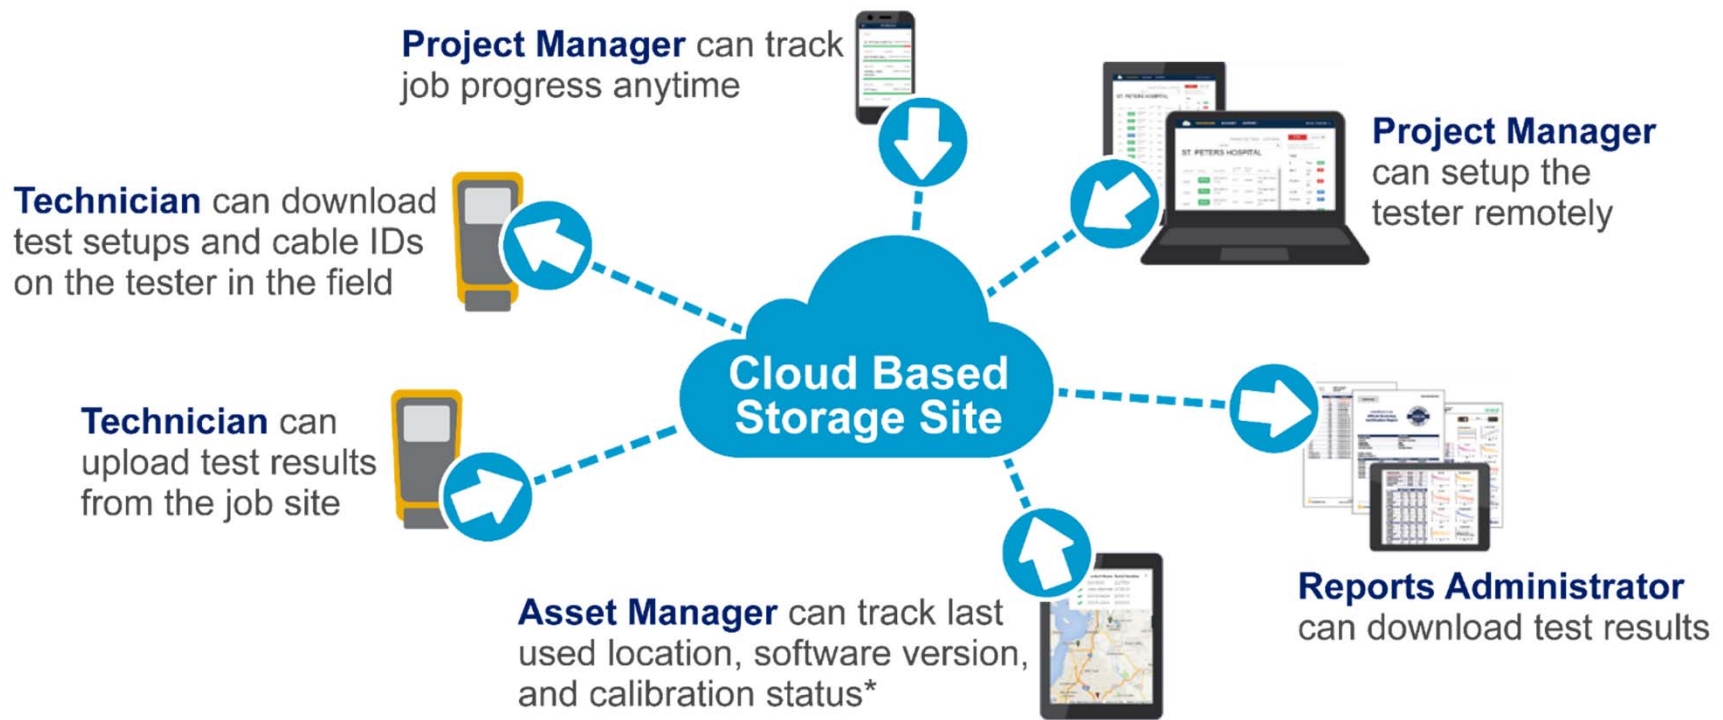 Project Manager can track
job progress anytime
Project Manager
can setup the
tester remotely
Technician can download
test setups and cable IDs
on the tester in the field
ST. PETERS HOSPITAL
Cloud Based
Storage Site
Technician can
upload test results
from the job site
Reports Administrator
can download test results
Asset Manager can track last
used location, software version,
and calibration status*